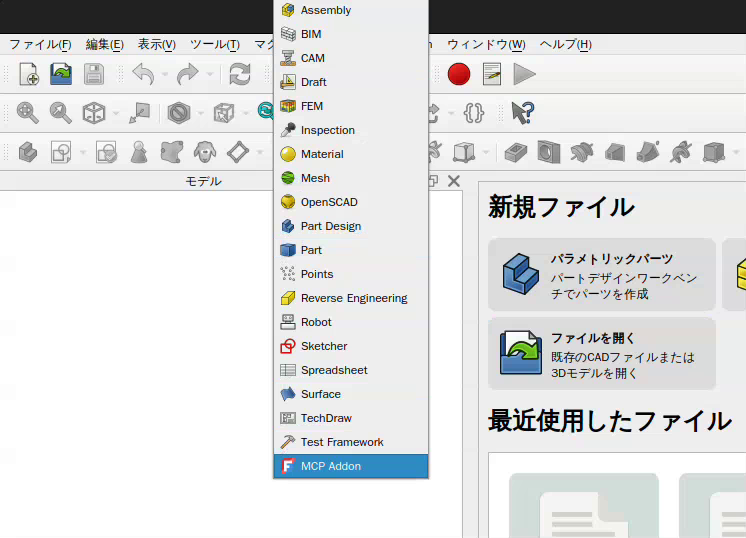 Assembly
ファイル(F) 編集(E) 表示(V) ツール(T) マク
BIM
ウィンドウ(W) ヘルプ(H)
CAM
Draft
FEM
Inspection
Material
Mesh
OpenSCAD
Part Design
Part
Points
Reverse Engineering
Robot
Sketcher
Spreadsheet
Surface
TechDraw
Test Framework
MCP Addon
モデル
新規ファイル
パラメトリックパーツ
パートデザインワークベン
チでパーツを作成
ファイルを開く
既存のCADファイルまたは
3Dモデルを開く
最近使用したファイル